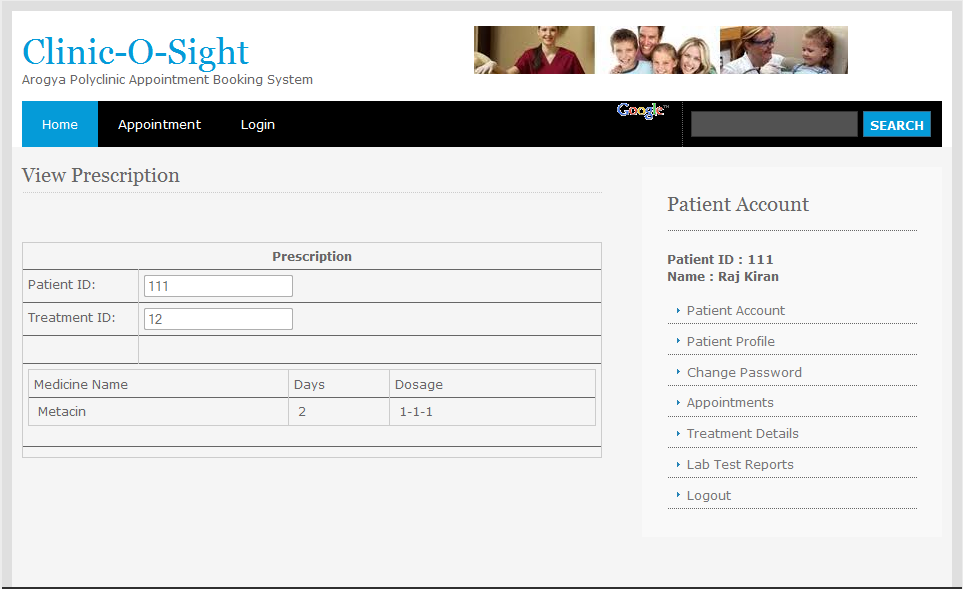 Clinic-O-Sight
Arogya Polyclinic Appointment Booking System
Home Appointment Login Google™ SEARCH
View Prescription
Prescription
Patient ID: 111
Treatment ID: 12
Medicine Name Days Dosage
Metacin 2 1-1-1
Patient Account
Patient ID : 111
Name : Raj Kiran
Patient Account
Patient Profile
Change Password
Appointments
Treatment Details
Lab Test Reports
Logout